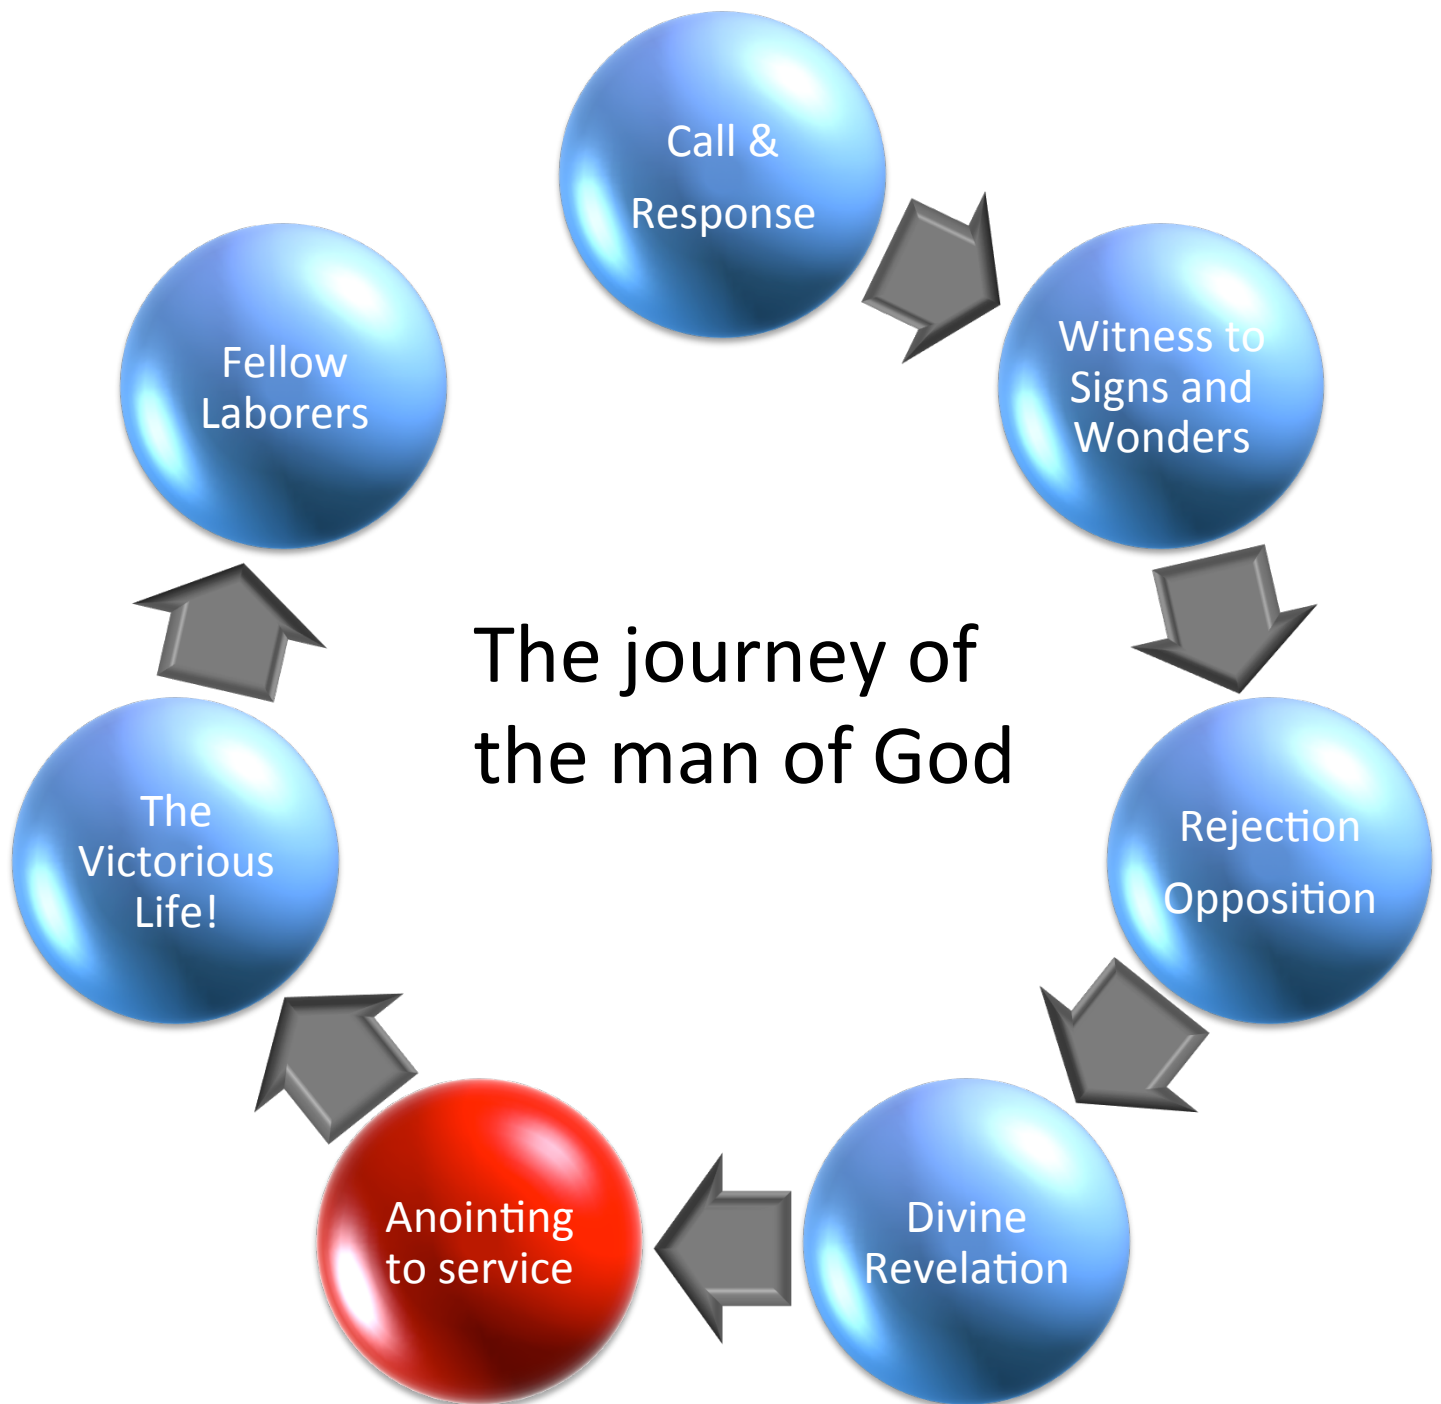 Call &
Response
Witness to
Signs and
Wonders
Rejection
Opposition
Divine
Revelation
Anointing
to service
The
Victorious
Life!
Fellow
Laborers
The journey of
the man of God